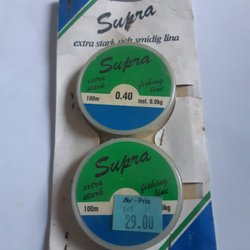 Supra
extra stark och smidig lina
Supra
extra stark
fishing line
100m
0.40
test. 9.0kg
Supra
extra stark
fishing line
100m
Pris
29.00